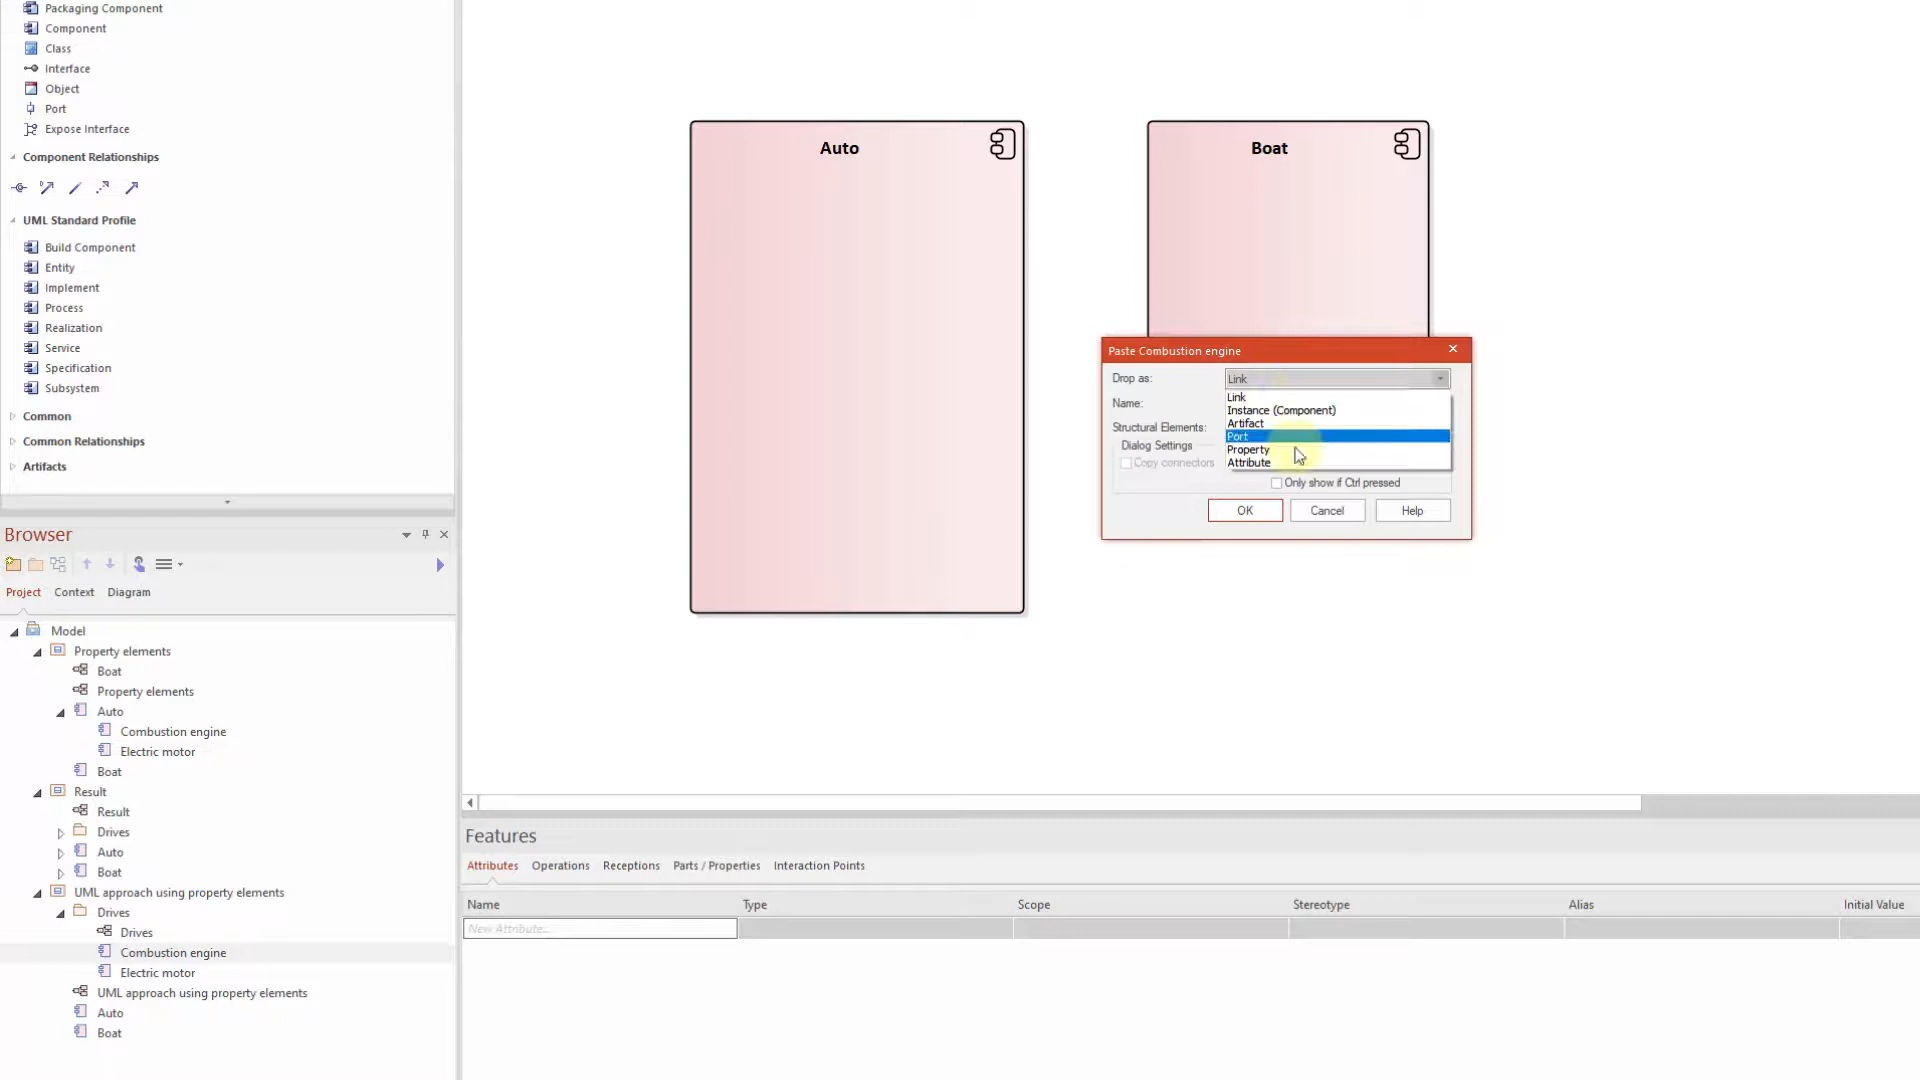 Packaging Component
Component
Class
Interface
Object
Port
Expose Interface
Component Relationships
UML Standard Profile
Build Component
Entity
Implement
Process
Realization
Service
Specification
Subsystem
Common
Common Relationships
Artifacts
Browser
Project Context Diagram
Model
Property elements
Boat
Property elements
Auto
Combustion engine
Electric motor
Boat
Result
Result
Drives
Auto
Boat
UML approach using property elements
Drives
Drives
Combustion engine
Electric motor
UML approach using property elements
Auto
Boat
Auto
Boat
Paste Combustion engine
Drop as: Link
Name:
Structural Elements:
Link
Instance (Component)
Artifact
Port
Property
Attribute
Dialog Settings
Copy connectors
Only show if Ctrl pressed
OK Cancel Help
Features
Attributes Operations Receptions Parts / Properties Interaction Points
Name Type Scope Stereotype Alias Initial Value
New Attribute...